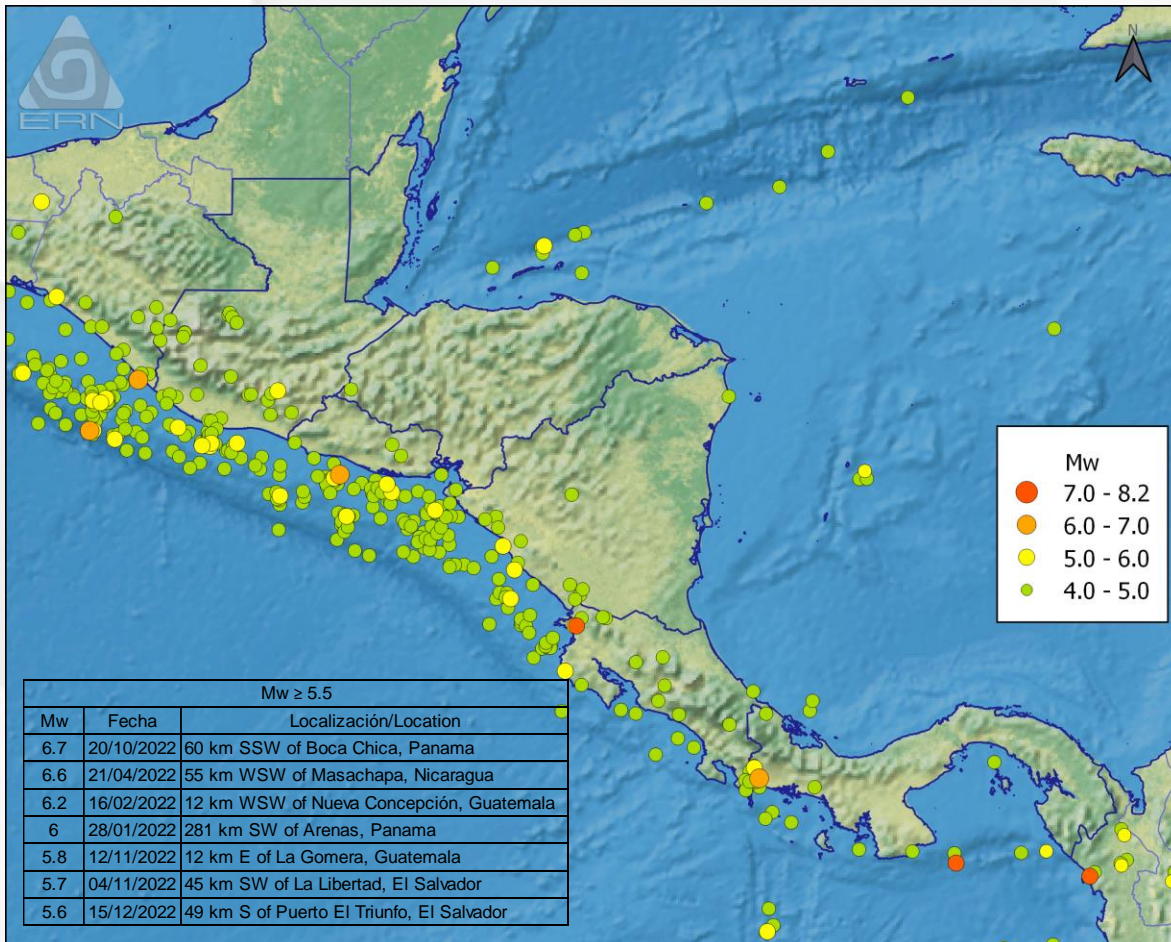 ERN
N
Mw
7.0 - 8.2
6.0 - 7.0
5.0 - 6.0
4.0 - 5.0
Mw ≥ 5.5
Mw Fecha Localización/Location
6.7 20/10/2022 60 km SSW of Boca Chica, Panama
6.6 21/04/2022 55 km WSW of Masachapa, Nicaragua
6.2 16/02/2022 12 km WSW of Nueva Concepción, Guatemala
6 28/01/2022 281 km SW of Arenas, Panama
5.8 12/11/2022 12 km E of La Gomera, Guatemala
5.7 04/11/2022 45 km SW of La Libertad, El Salvador
5.6 15/12/2022 49 km S of Puerto El Triunfo, El Salvador